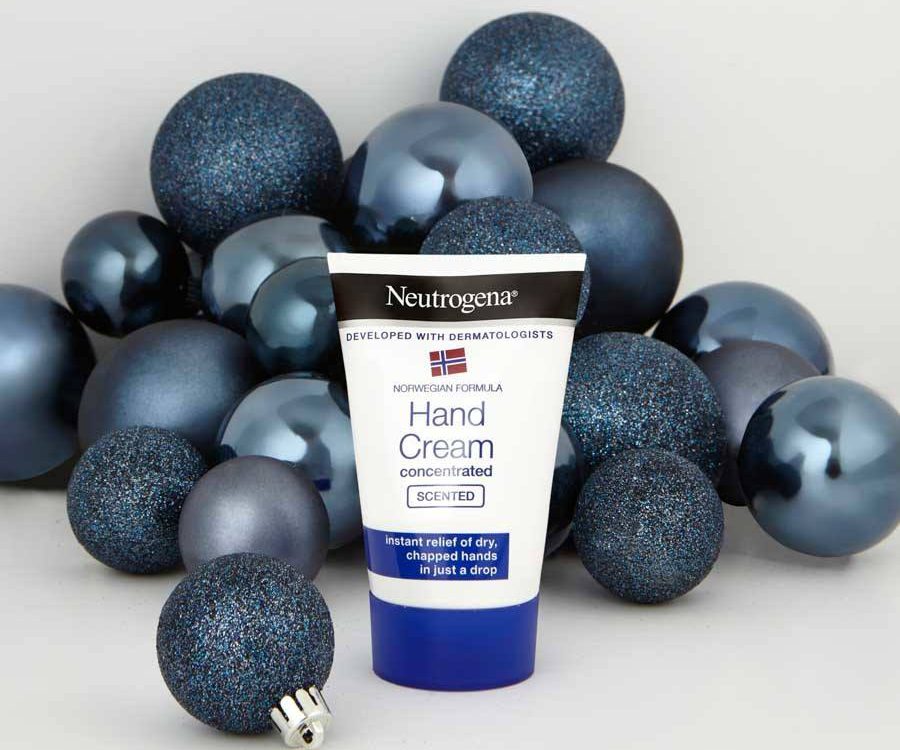 Neutrogena®
DEVELOPED WITH DERMATOLOGISTS
NORWEGIAN FORMULA
Hand
Cream
concentrated
SCENTED
instant relief of dry,
chapped hands
in just a drop